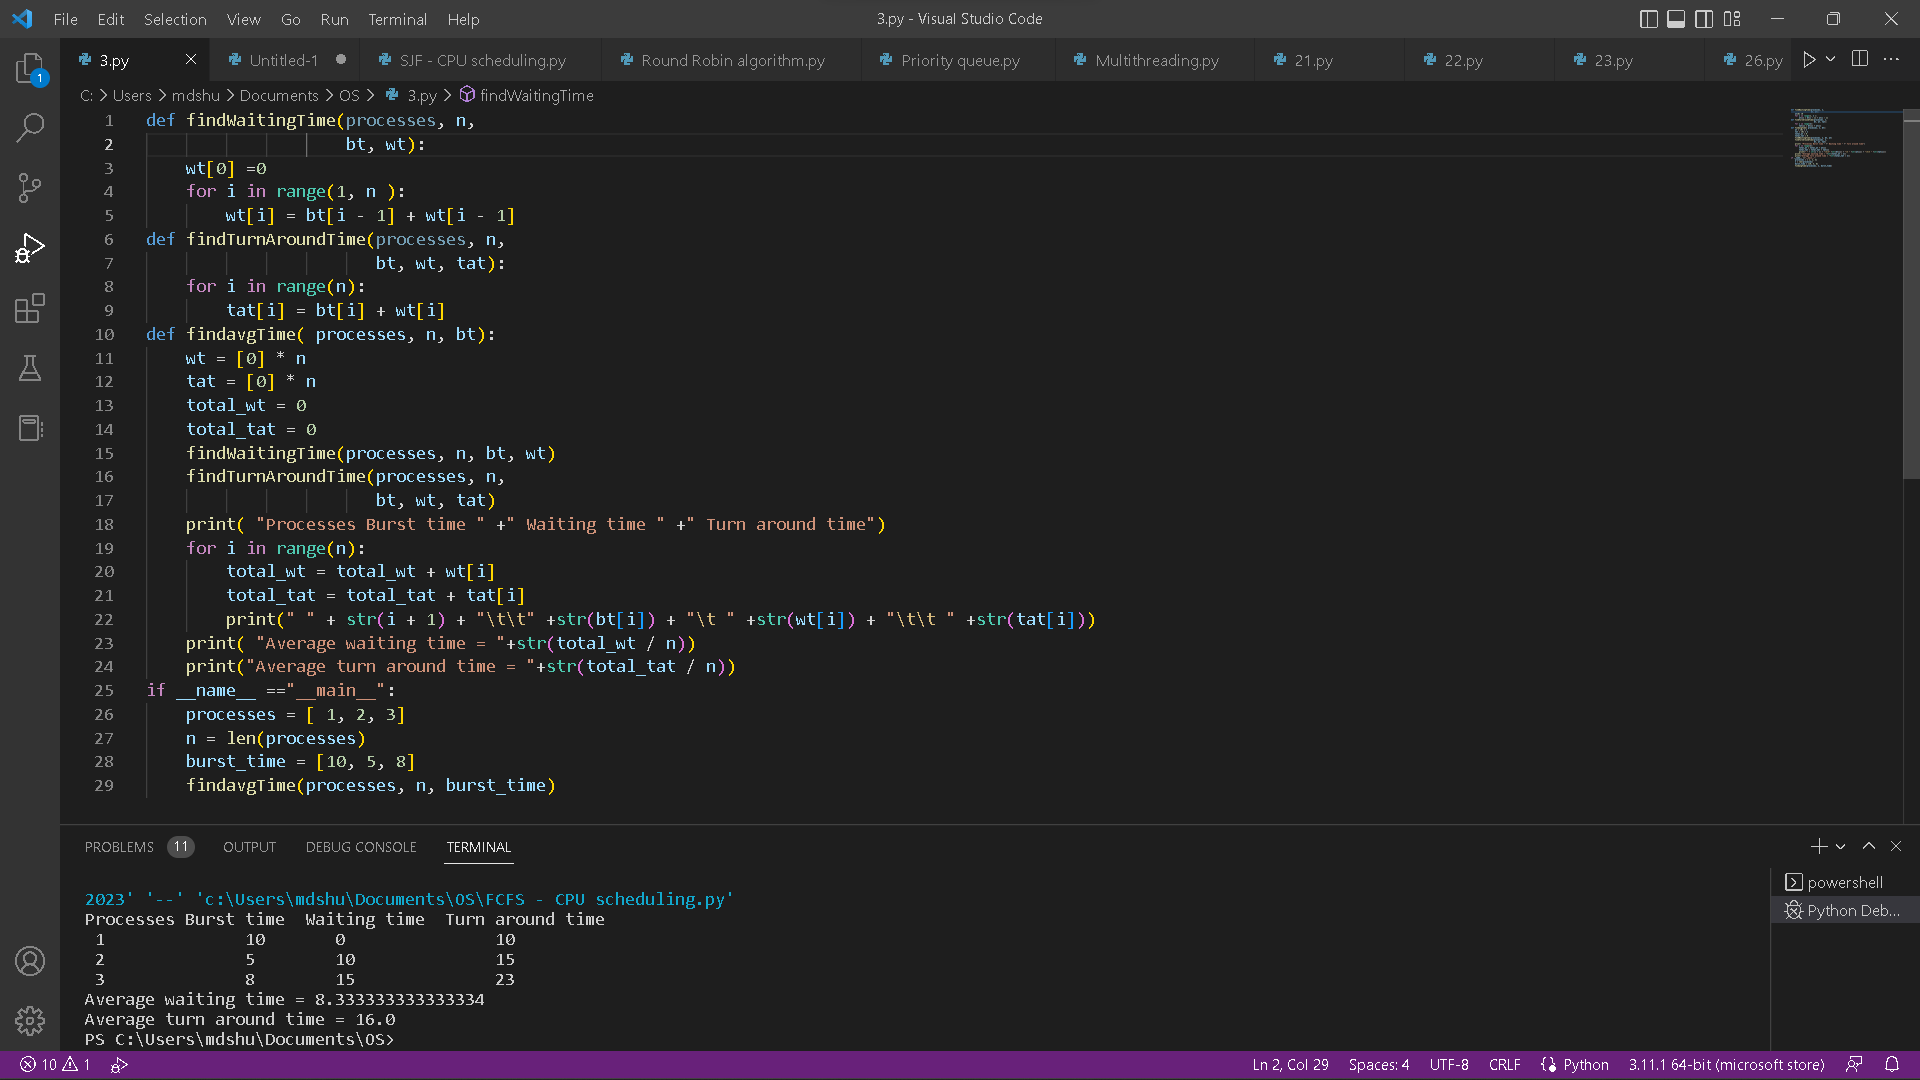 File Edit Selection View Go Run Terminal Help
3.py - Visual Studio Code
3.py Untitled-1 SJF - CPU scheduling.py Round Robin algorithm.py Priority queue.py Multithreading.py 21.py 22.py 23.py 26.py
1
C: > Users > mdshu > Documents > OS > 3.py > findWaitingTime
1 def findWaitingTime(processes, n,
2                     bt, wt):
3     wt[0] =0
4     for i in range(1, n ):
5         wt[i] = bt[i - 1] + wt[i - 1]
6 def findTurnAroundTime(processes, n,
7                        bt, wt, tat):
8     for i in range(n):
9         tat[i] = bt[i] + wt[i]
10 def findavgTime( processes, n, bt):
11     wt = [0] * n
12     tat = [0] * n
13     total_wt = 0
14     total_tat = 0
15     findWaitingTime(processes, n, bt, wt)
16     findTurnAroundTime(processes, n,
17                        bt, wt, tat)
18     print( "Processes Burst time " +" Waiting time " +" Turn around time")
19     for i in range(n):
20         total_wt = total_wt + wt[i]
21         total_tat = total_tat + tat[i]
22         print(" " + str(i + 1) + "\t\t" +str(bt[i]) + "\t " +str(wt[i]) + "\t\t " +str(tat[i]))
23     print( "Average waiting time = "+str(total_wt / n))
24     print("Average turn around time = "+str(total_tat / n))
25 if __name__ =="__main__":
26     processes = [ 1, 2, 3]
27     n = len(processes)
28     burst_time = [10, 5, 8]
29     findavgTime(processes, n, burst_time)
PROBLEMS 11 OUTPUT DEBUG CONSOLE TERMINAL
2023' '--' 'c:\Users\mdshu\Documents\OS\FCFS - CPU scheduling.py'
Processes Burst time  Waiting time  Turn around time
 1              10       0               10
 2              5        10              15
 3              8        15              23
Average waiting time = 8.333333333333334
Average turn around time = 16.0
PS C:\Users\mdshu\Documents\OS>
powershell
Python Deb...
10 1 Ln 2, Col 29 Spaces: 4 UTF-8 CRLF Python 3.11.1 64-bit (microsoft store)